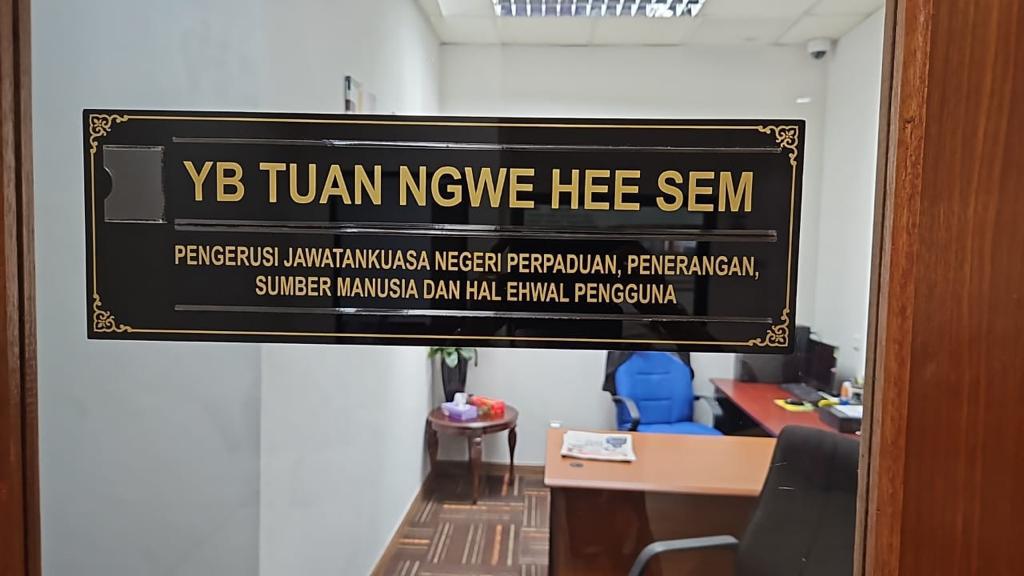 YB TUAN NGWE HEE SEM
PENGERUSI JAWATANKUASA NEGERI PERPADUAN, PENERANGAN,
SUMBER MANUSIA DAN HAL EHWAL PENGGUNA